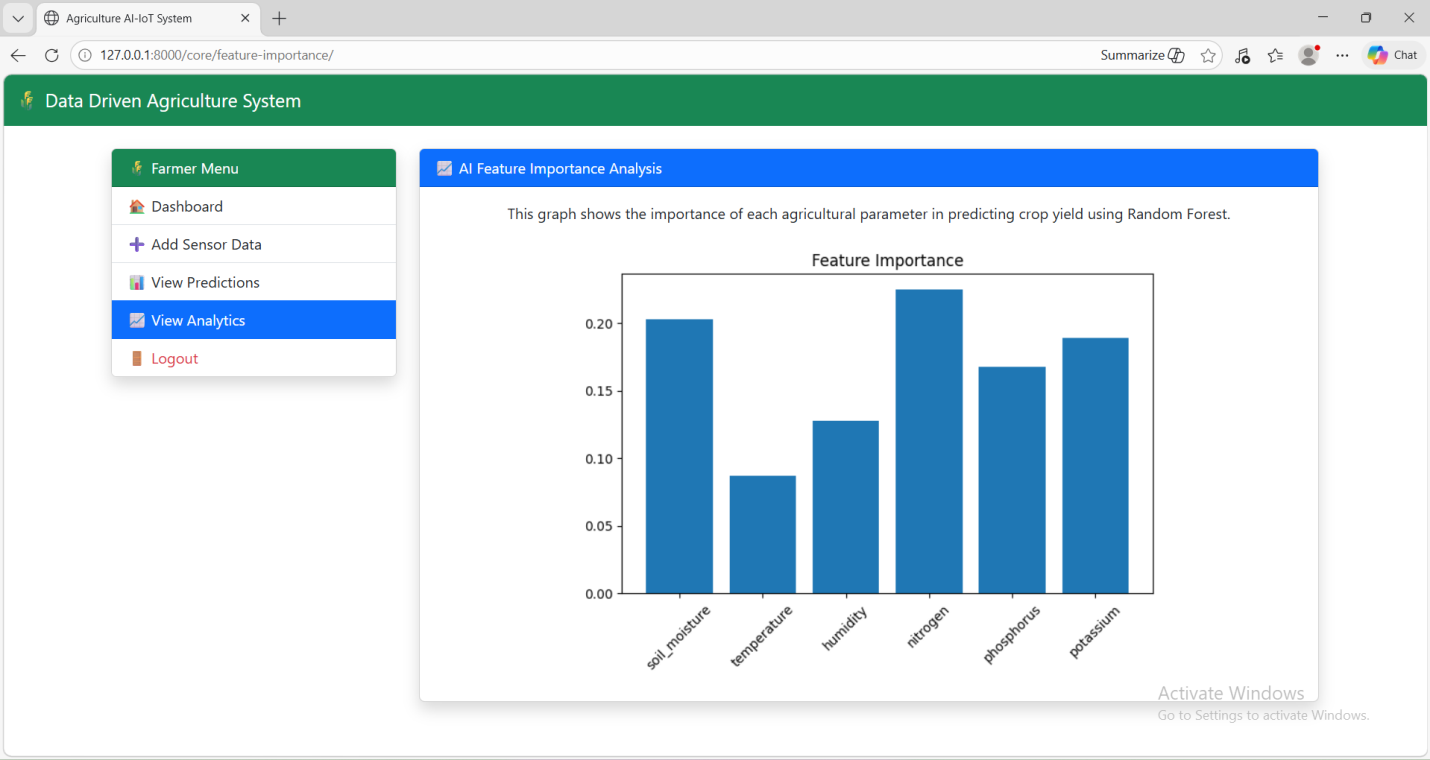 Agriculture AI-IoT System
127.0.0.1:8000/core/feature-importance/
Summarize
Chat
Data Driven Agriculture System
Farmer Menu
Dashboard
Add Sensor Data
View Predictions
View Analytics
Logout
AI Feature Importance Analysis
This graph shows the importance of each agricultural parameter in predicting crop yield using Random Forest.
Feature Importance
0.20
0.15
0.10
0.05
0.00
soil_moisture
temperature
humidity
nitrogen
phosphorus
potassium
Activate Windows
Go to Settings to activate Windows.